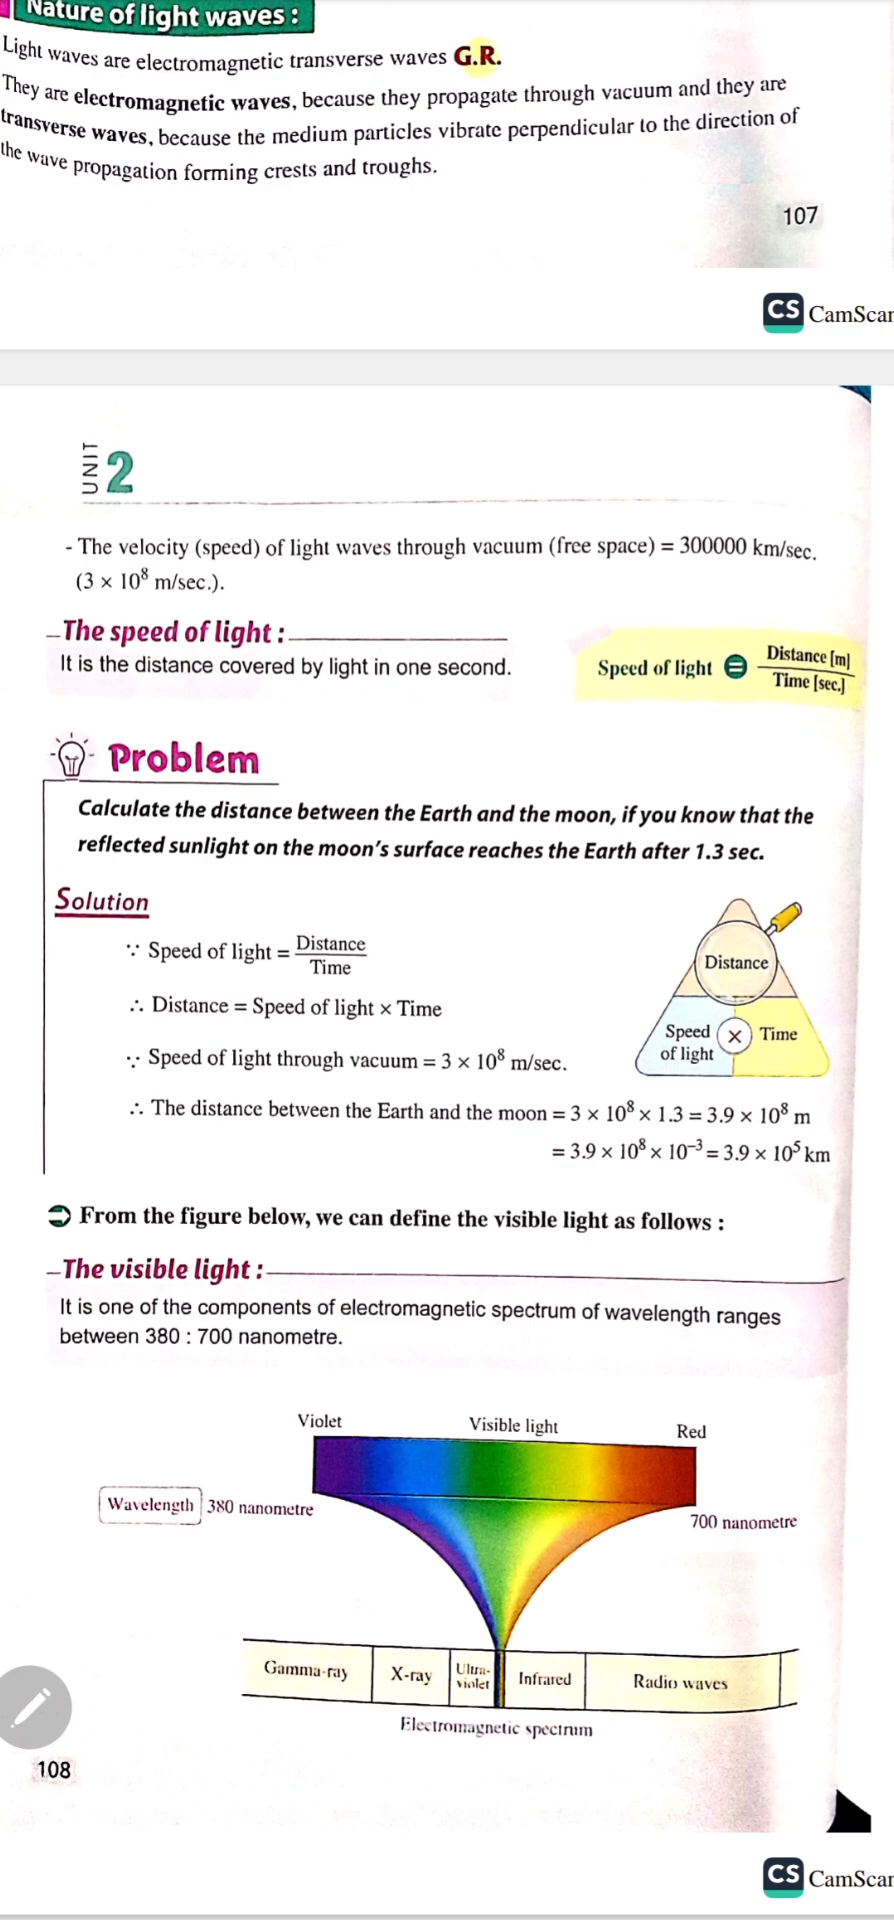 Nature of light waves :
Light waves are electromagnetic transverse waves G.R.
They are electromagnetic waves, because they propagate through vacuum and they are
transverse waves, because the medium particles vibrate perpendicular to the direction of
the wave propagation forming crests and troughs.
107
CS CamScan
UNIT 2
- The velocity (speed) of light waves through vacuum (free space) = 300000 km/sec.
(3 × 10⁸ m/sec.).
The speed of light :
It is the distance covered by light in one second.
Speed of light = Distance [m] / Time [sec.]
Problem
Calculate the distance between the Earth and the moon, if you know that the
reflected sunlight on the moon's surface reaches the Earth after 1.3 sec.
Solution
∵ Speed of light = Distance / Time
∴ Distance = Speed of light × Time
∵ Speed of light through vacuum = 3 × 10⁸ m/sec.
Distance
Speed of light × Time
∴ The distance between the Earth and the moon = 3 × 10⁸ × 1.3 = 3.9 × 10⁸ m
= 3.9 × 10⁸ × 10⁻³ = 3.9 × 10⁵ km
From the figure below, we can define the visible light as follows :
The visible light :
It is one of the components of electromagnetic spectrum of wavelength ranges
between 380 : 700 nanometre.
Violet Visible light Red
Wavelength 380 nanometre
700 nanometre
Gamma-ray X-ray Ultra-violet Infrared Radio waves
Electromagnetic spectrum
108
CS CamScan